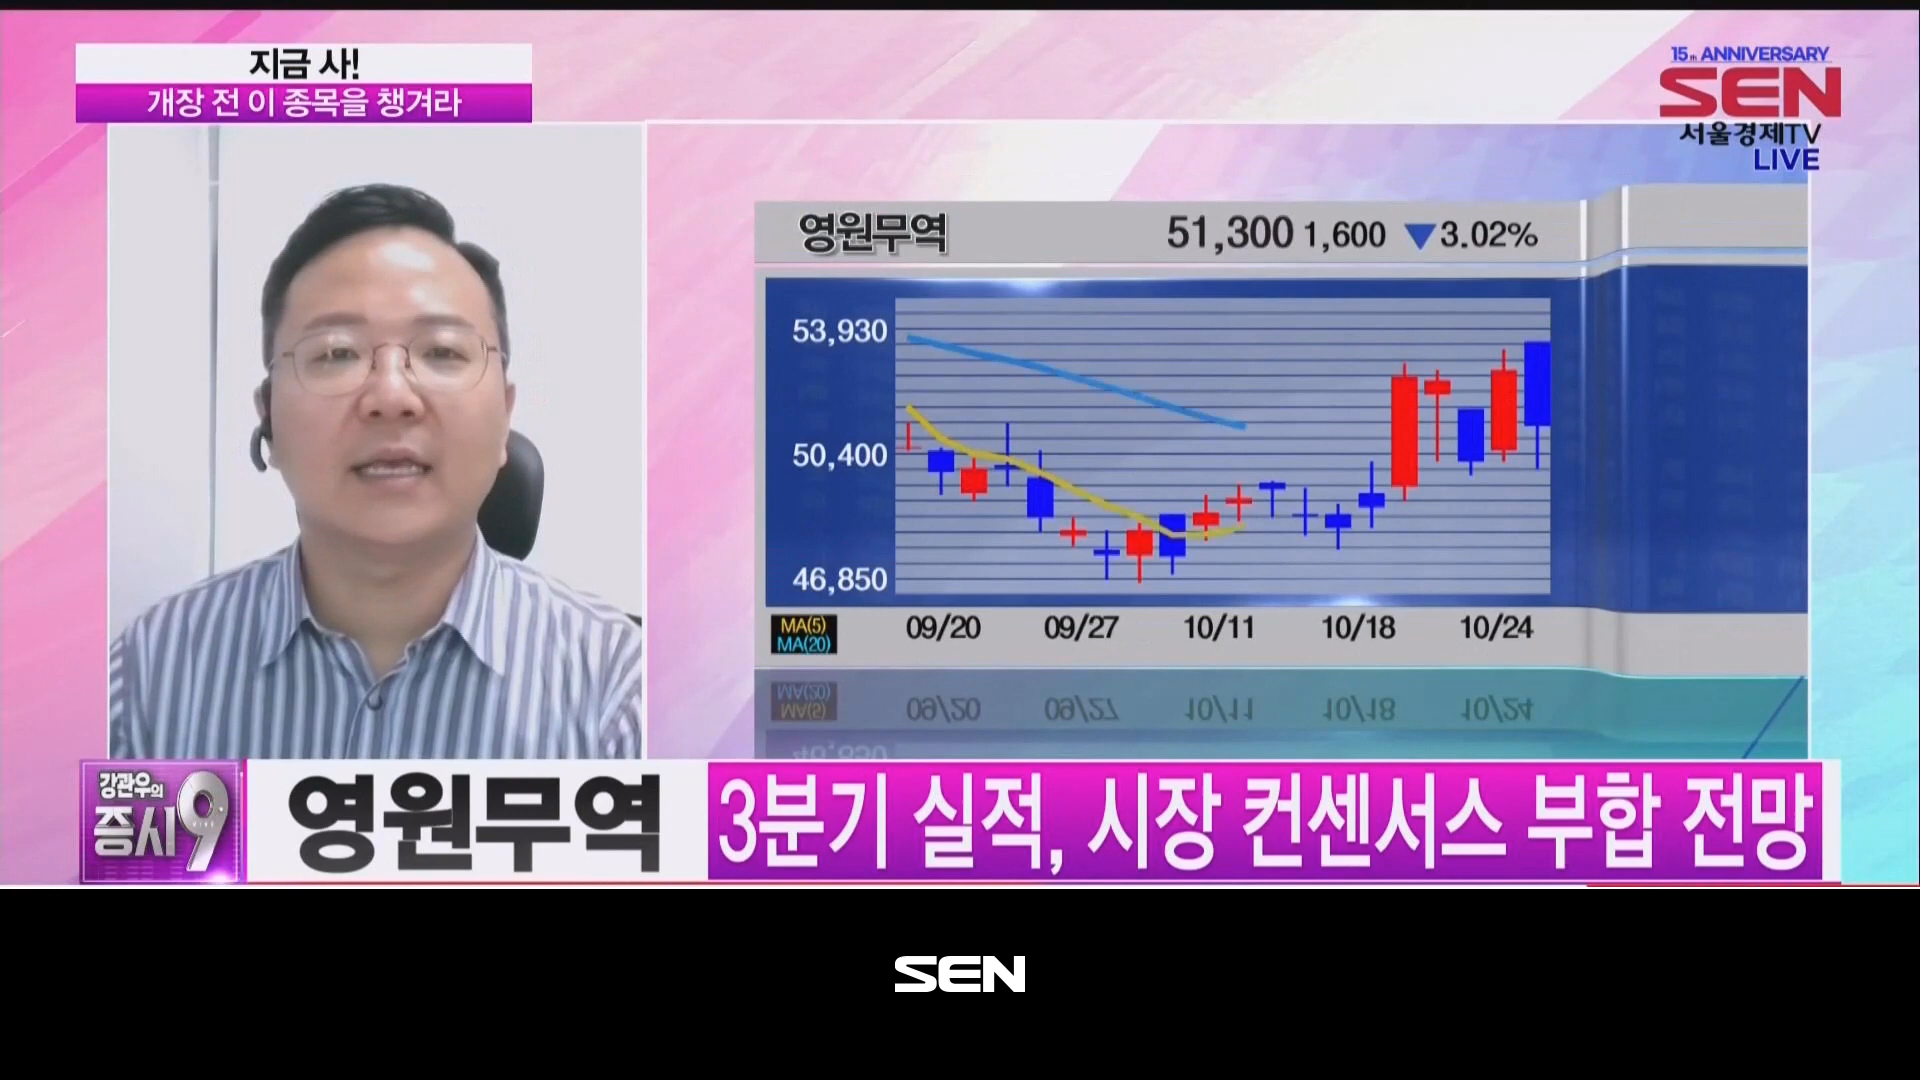 지금 사!
개장 전 이 종목을 챙겨라
15th ANNIVERSARY
SEN
서울경제TV
LIVE
영원무역 51,300 1,600 ▼3.02%
53,930
50,400
46,850
MA(5)
MA(20)
09/20 09/27 10/11 10/18 10/24
강관우의
증시9
영원무역 3분기 실적, 시장 컨센서스 부합 전망
SEN